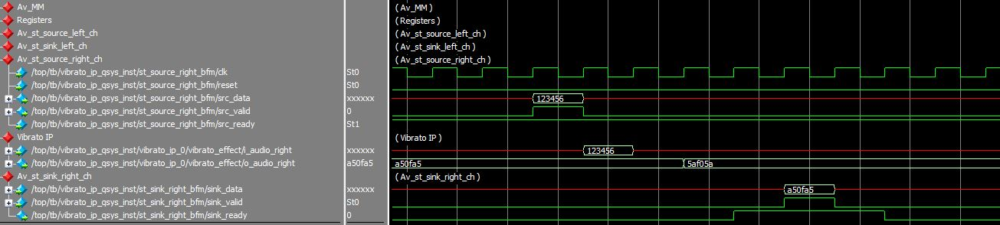 Av_MM
( Av_MM )
Registers
( Registers )
Av_st_source_left_ch
( Av_st_source_left_ch )
Av_st_sink_left_ch
( Av_st_sink_left_ch )
Av_st_source_right_ch
( Av_st_source_right_ch )
/top/tb/vibrato_ip_qsys_inst/st_source_right_bfm/clk St0
/top/tb/vibrato_ip_qsys_inst/st_source_right_bfm/reset St0
/top/tb/vibrato_ip_qsys_inst/st_source_right_bfm/src_data xxxxxx 123456
/top/tb/vibrato_ip_qsys_inst/st_source_right_bfm/src_valid 0
/top/tb/vibrato_ip_qsys_inst/st_source_right_bfm/src_ready St1
Vibrato IP
( Vibrato IP )
/top/tb/vibrato_ip_qsys_inst/vibrato_ip_0/vibrato_effect/i_audio_right xxxxxx 123456
/top/tb/vibrato_ip_qsys_inst/vibrato_ip_0/vibrato_effect/o_audio_right a50fa5 a50fa5 5af05a
Av_st_sink_right_ch
( Av_st_sink_right_ch )
/top/tb/vibrato_ip_qsys_inst/st_sink_right_bfm/sink_data xxxxxx a50fa5
/top/tb/vibrato_ip_qsys_inst/st_sink_right_bfm/sink_valid St0
/top/tb/vibrato_ip_qsys_inst/st_sink_right_bfm/sink_ready 0